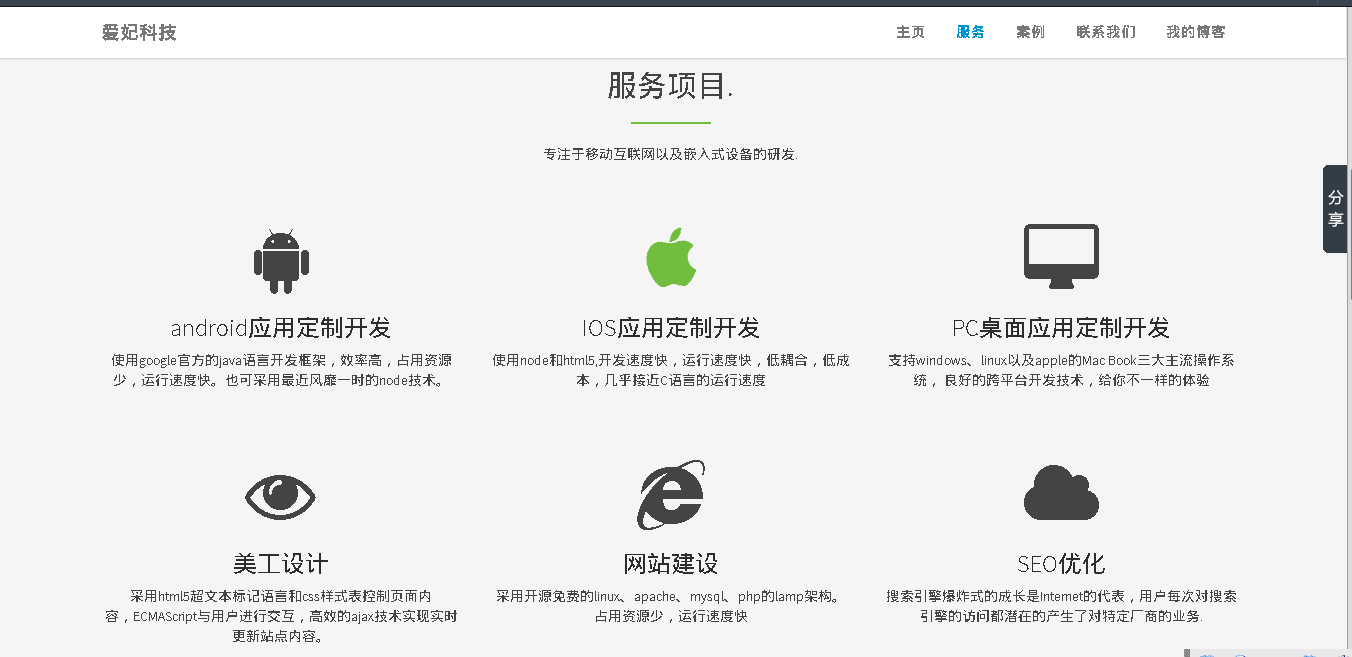 爱妃科技
主页 服务 案例 联系我们 我的博客
服务项目.
专注于移动互联网以及嵌入式设备的研发.
分
享
android应用定制开发
使用google官方的java语言开发框架，效率高，占用资源
少，运行速度快。也可采用最近风靡一时的node技术。
IOS应用定制开发
使用node和html5,开发速度快，运行速度快，低耦合，低成
本，几乎接近C语言的运行速度
PC桌面应用定制开发
支持windows、linux以及apple的Mac Book三大主流操作系
统， 良好的跨平台开发技术，给你不一样的体验
美工设计
采用html5超文本标记语言和css样式表控制页面内
容，ECMAScript与用户进行交互，高效的ajax技术实现实时
更新站点内容。
网站建设
采用开源免费的linux、apache、mysql、php的lamp架构。
占用资源少，运行速度快
SEO优化
搜索引擎爆炸式的成长是Internet的代表，用户每次对搜索
引擎的访问都潜在的产生了对特定厂商的业务.